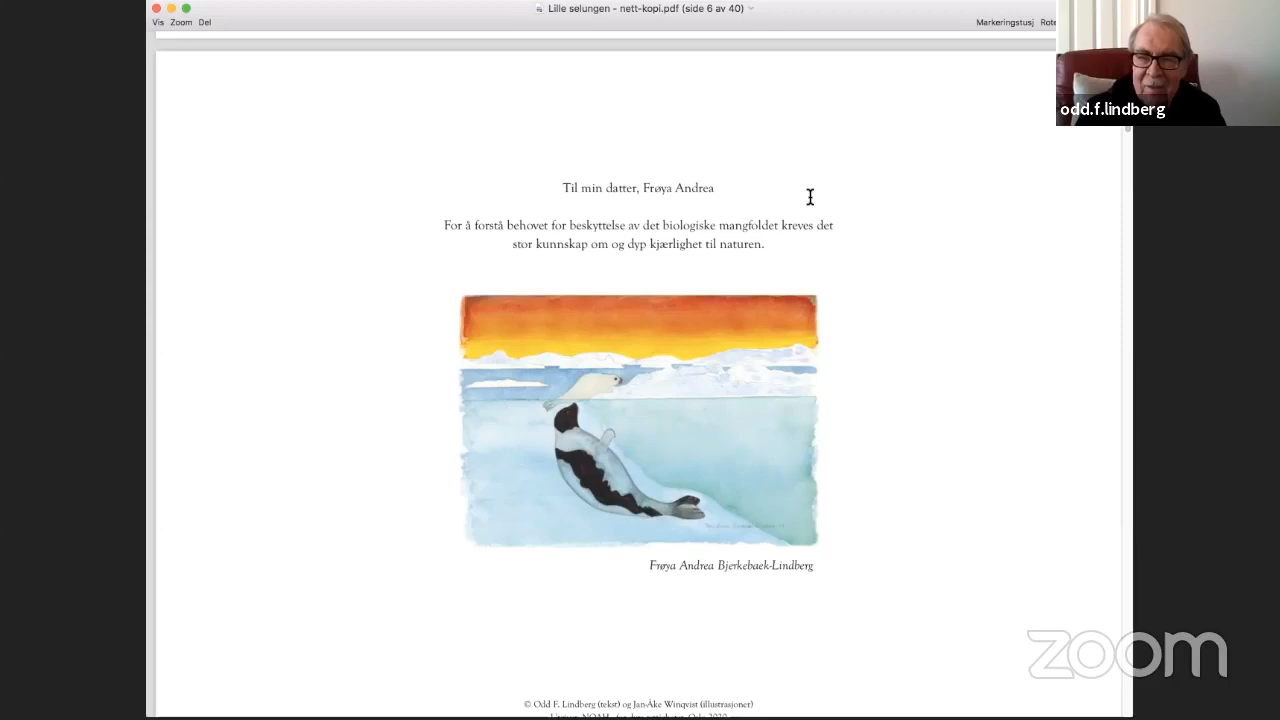 Lille sølungen - nett-kopi.pdf (side 6 av 40)
Vis Zoom Del
Markeringstusj
odd.f.lindberg
Til min datter, Frøya Andrea
For å forstå behovet for beskyttelse av det biologiske mangfoldet kreves det
stor kunnskap om og dyp kjærlighet til naturen.
Frøya Andrea Bjerkebaek-Lindberg
zoom
© Odd F. Lindberg (tekst) og Jan-Åke Winqvist (illustrasjoner)